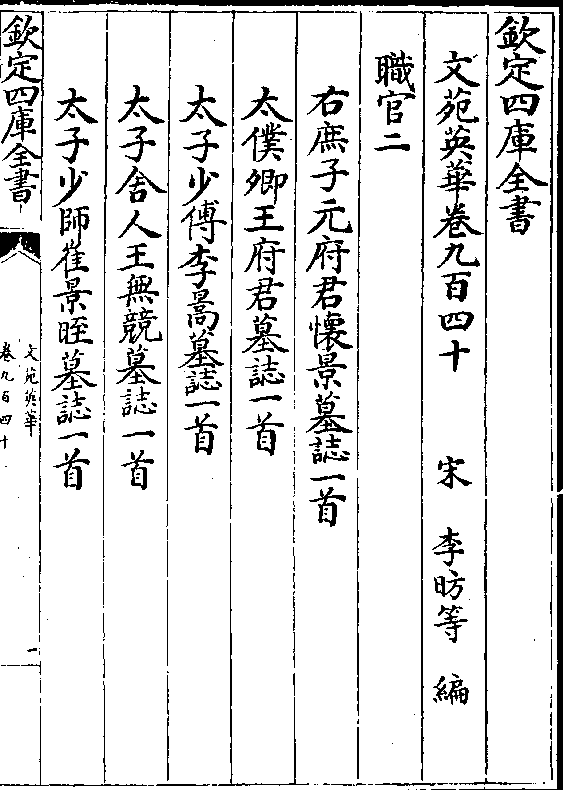 欽定四庫全書
文苑英華卷九百四十 宋 李昉等 編
職官二
右庶子元府君懷景墓誌一首
太僕卿王府君墓誌一首
太子少傅李暠墓誌一首
太子舍人王無競墓誌一首
太子少師崔景晊墓誌一首
欽定四庫全書
文苑英華
卷九百四十
一